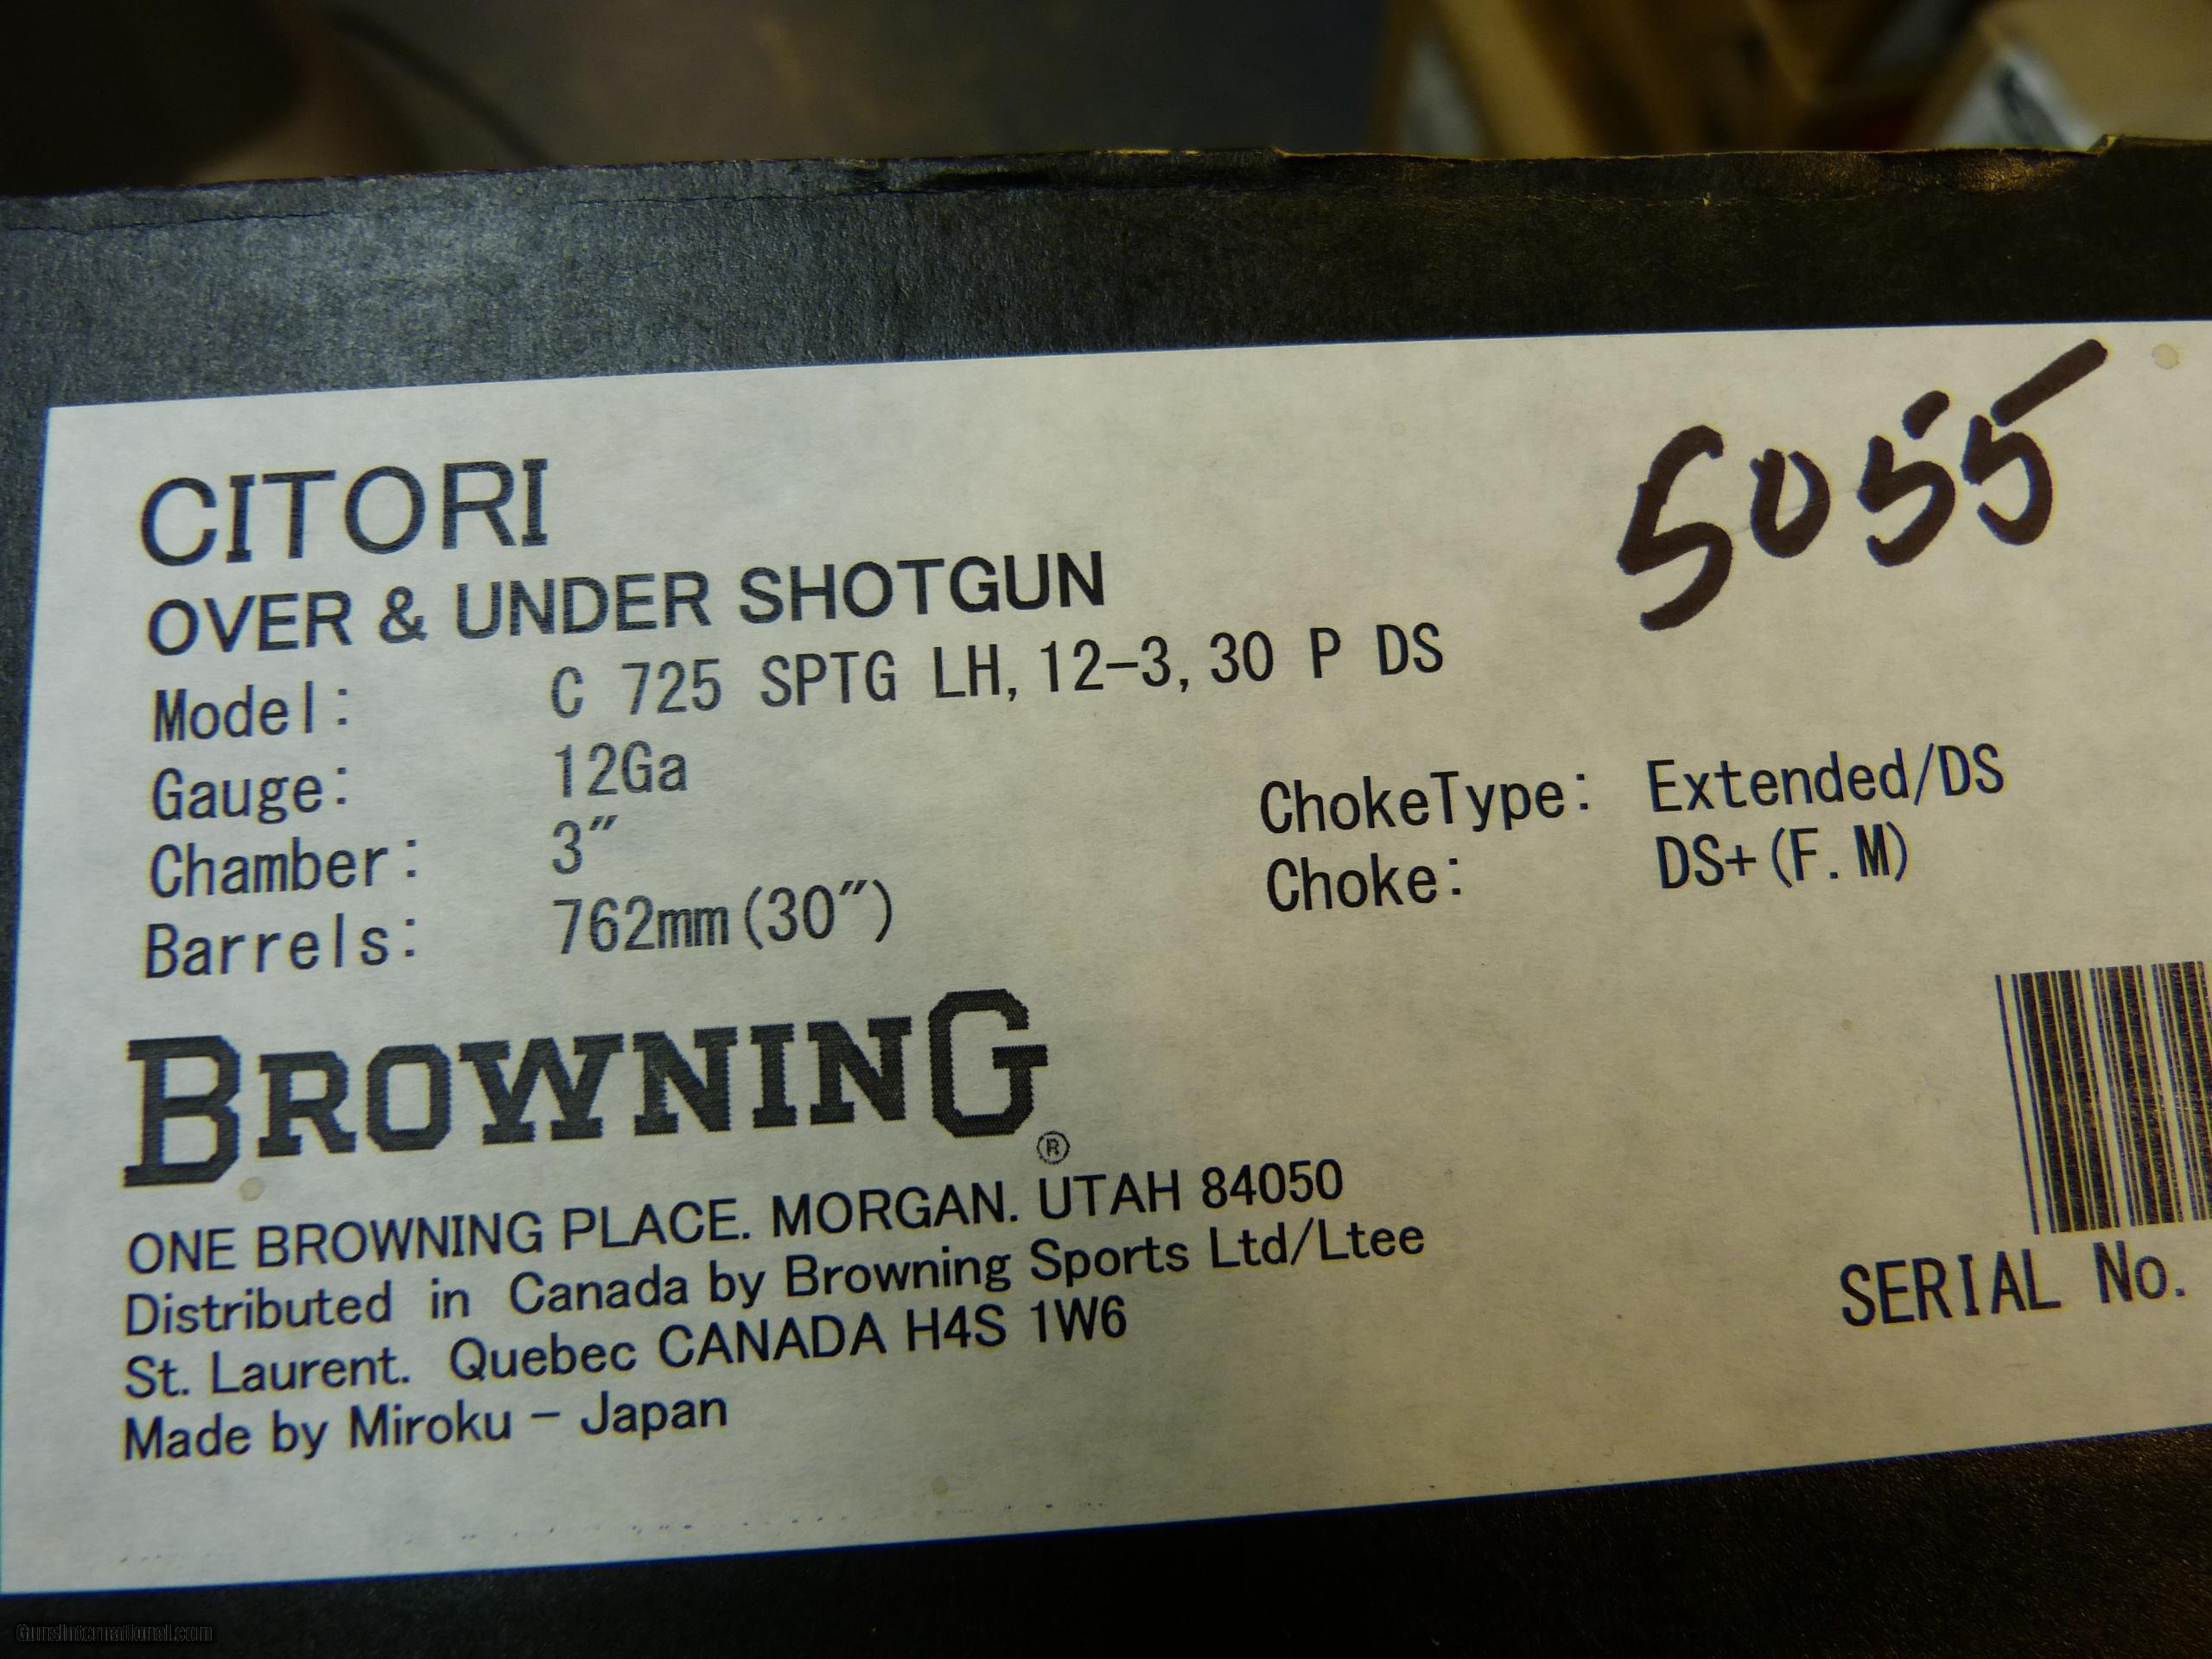 5055
CITORI
OVER & UNDER SHOTGUN
Model: C 725 SPTG LH, 12-3, 30 P DS
Gauge: 12Ga
Chamber: 3"
ChokeType: Extended/DS
Barrels: 762mm(30")
Choke: DS+(F.M)
BROWNING®
ONE BROWNING PLACE. MORGAN. UTAH 84050
Distributed in Canada by Browning Sports Ltd/Ltee
St. Laurent. Quebec CANADA H4S 1W6
Made by Miroku - Japan
SERIAL No.
GunsInternational.com